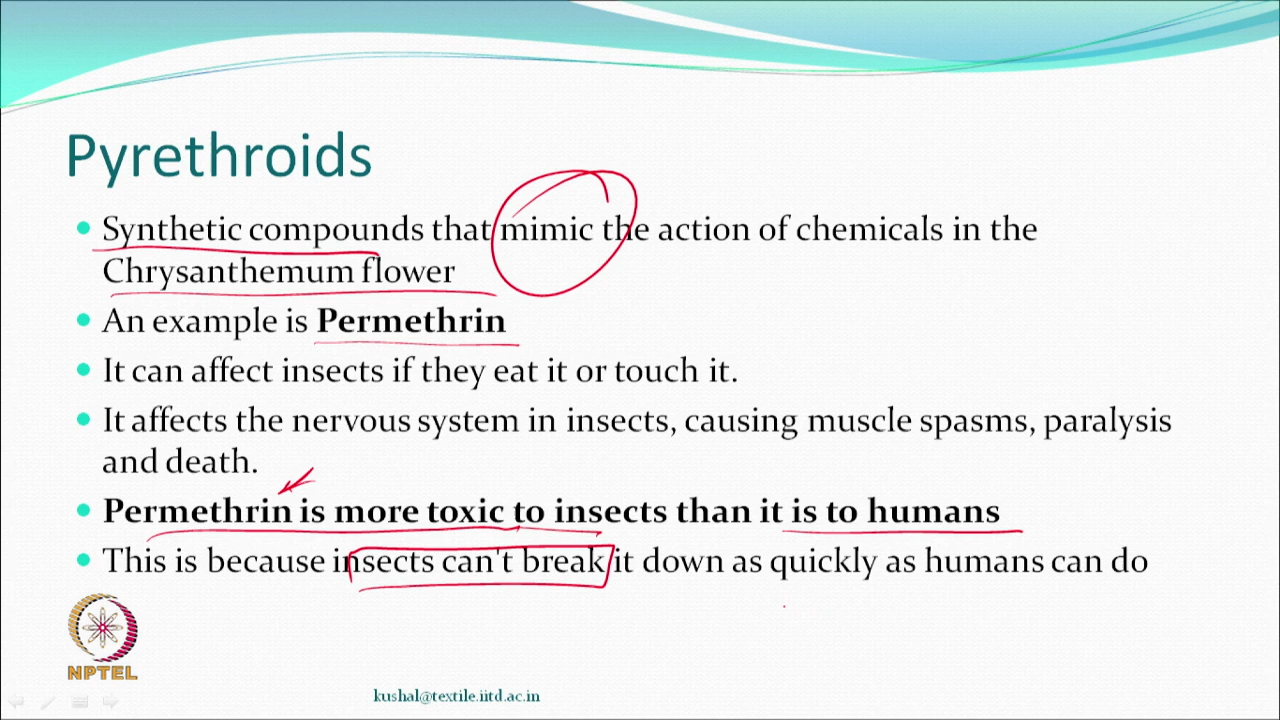 Pyrethroids
Synthetic compounds that mimic the action of chemicals in the
Chrysanthemum flower
An example is Permethrin
It can affect insects if they eat it or touch it.
It affects the nervous system in insects, causing muscle spasms, paralysis
and death.
Permethrin is more toxic to insects than it is to humans
This is because insects can't break it down as quickly as humans can do
NPTEL
kushal@textile.iitd.ac.in